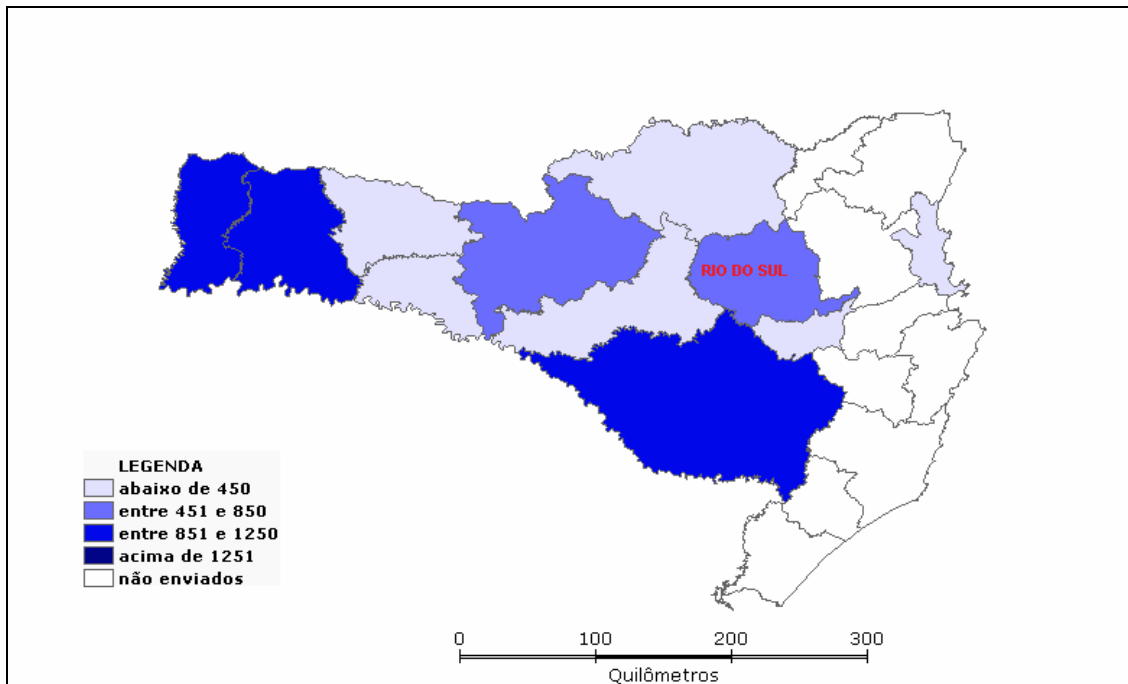 RIO DO SUL
LEGENDA
abaixo de 450
entre 451 e 850
entre 851 e 1250
acima de 1251
não enviados
0 100 200 300
Quilômetros